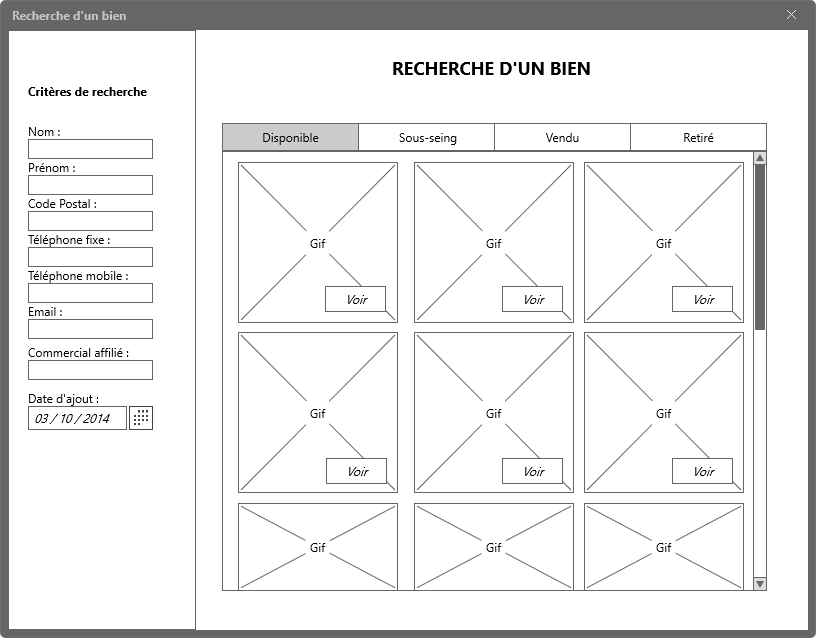 Recherche d'un bien
Critères de recherche
Nom :
Prénom :
Code Postal :
Téléphone fixe :
Téléphone mobile :
Email :
Commercial affilié :
Date d'ajout :
03 / 10 / 2014
RECHERCHE D'UN BIEN
Disponible Sous-seing Vendu Retiré
Gif Gif Gif
Voir Voir Voir
Gif Gif Gif
Voir Voir Voir
Gif Gif Gif